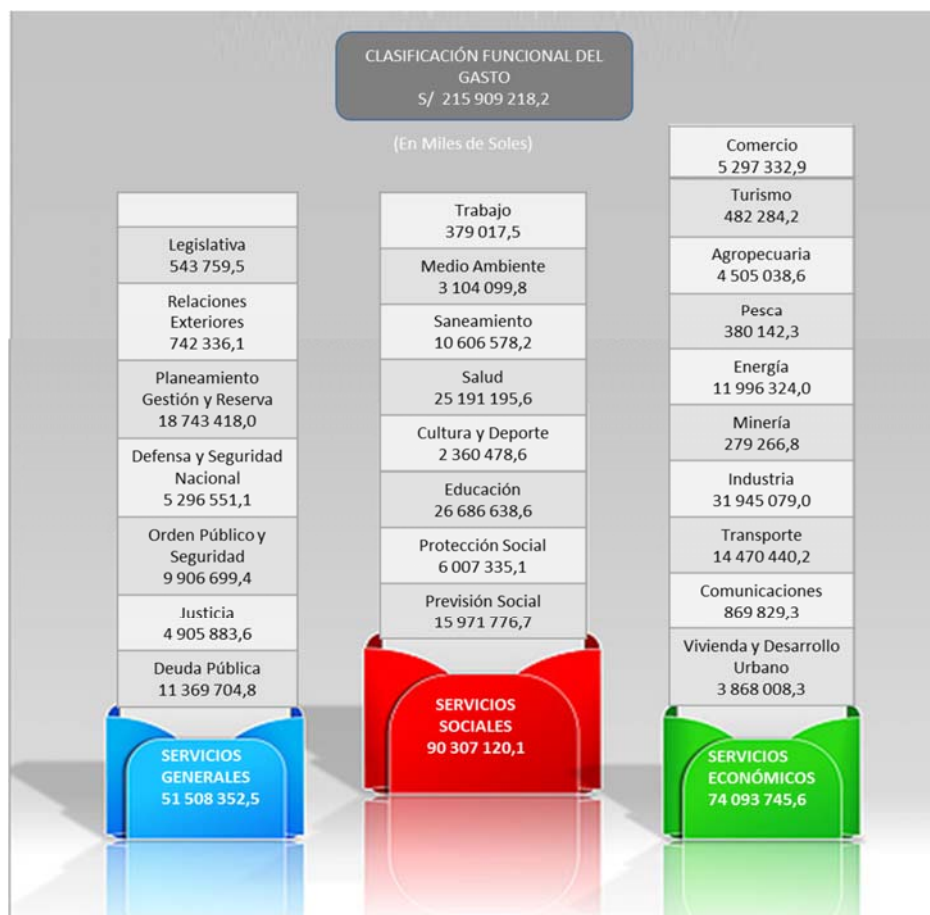 CLASIFICACIÓN FUNCIONAL DEL
GASTO
S/ 215 909 218,2
(En Miles de Soles)
Legislativa
543 759,5
Relaciones
Exteriores
742 336,1
Planeamiento
Gestión y Reserva
18 743 418,0
Defensa y Seguridad
Nacional
5 296 551,1
Orden Público y
Seguridad
9 906 699,4
Justicia
4 905 883,6
Deuda Pública
11 369 704,8
SERVICIOS
GENERALES
51 508 352,5
Trabajo
379 017,5
Medio Ambiente
3 104 099,8
Saneamiento
10 606 578,2
Salud
25 191 195,6
Cultura y Deporte
2 360 478,6
Educación
26 686 638,6
Protección Social
6 007 335,1
Previsión Social
15 971 776,7
SERVICIOS
SOCIALES
90 307 120,1
Comercio
5 297 332,9
Turismo
482 284,2
Agropecuaria
4 505 038,6
Pesca
380 142,3
Energía
11 996 324,0
Minería
279 266,8
Industria
31 945 079,0
Transporte
14 470 440,2
Comunicaciones
869 829,3
Vivienda y Desarrollo
Urbano
3 868 008,3
SERVICIOS
ECONÓMICOS
74 093 745,6